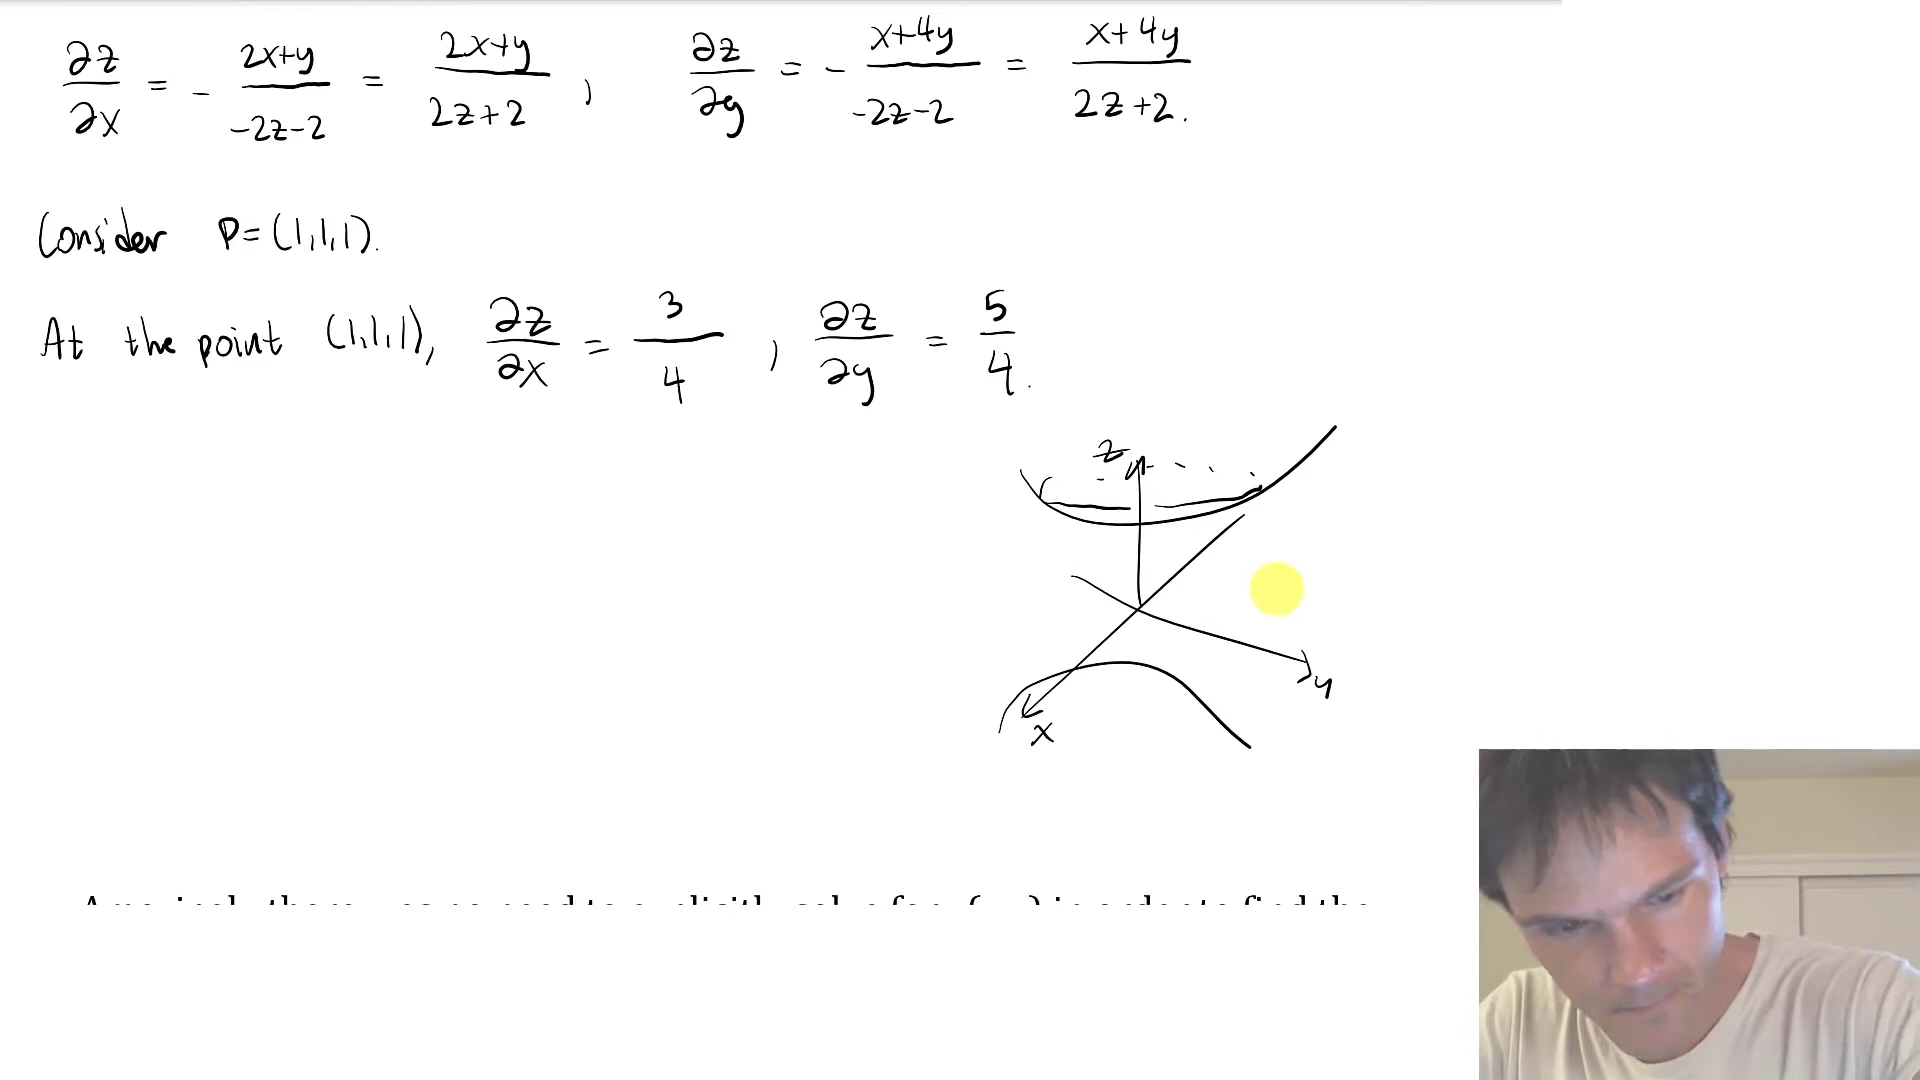 ∂z/∂x = - (2x+y)/(-2z-2) = (2x+y)/(2z+2) , ∂z/∂y = - (x+4y)/(-2z-2) = (x+4y)/(2z+2).
Consider P=(1,1,1).
At the point (1,1,1), ∂z/∂x = 3/4 , ∂z/∂y = 5/4.
z
y
x